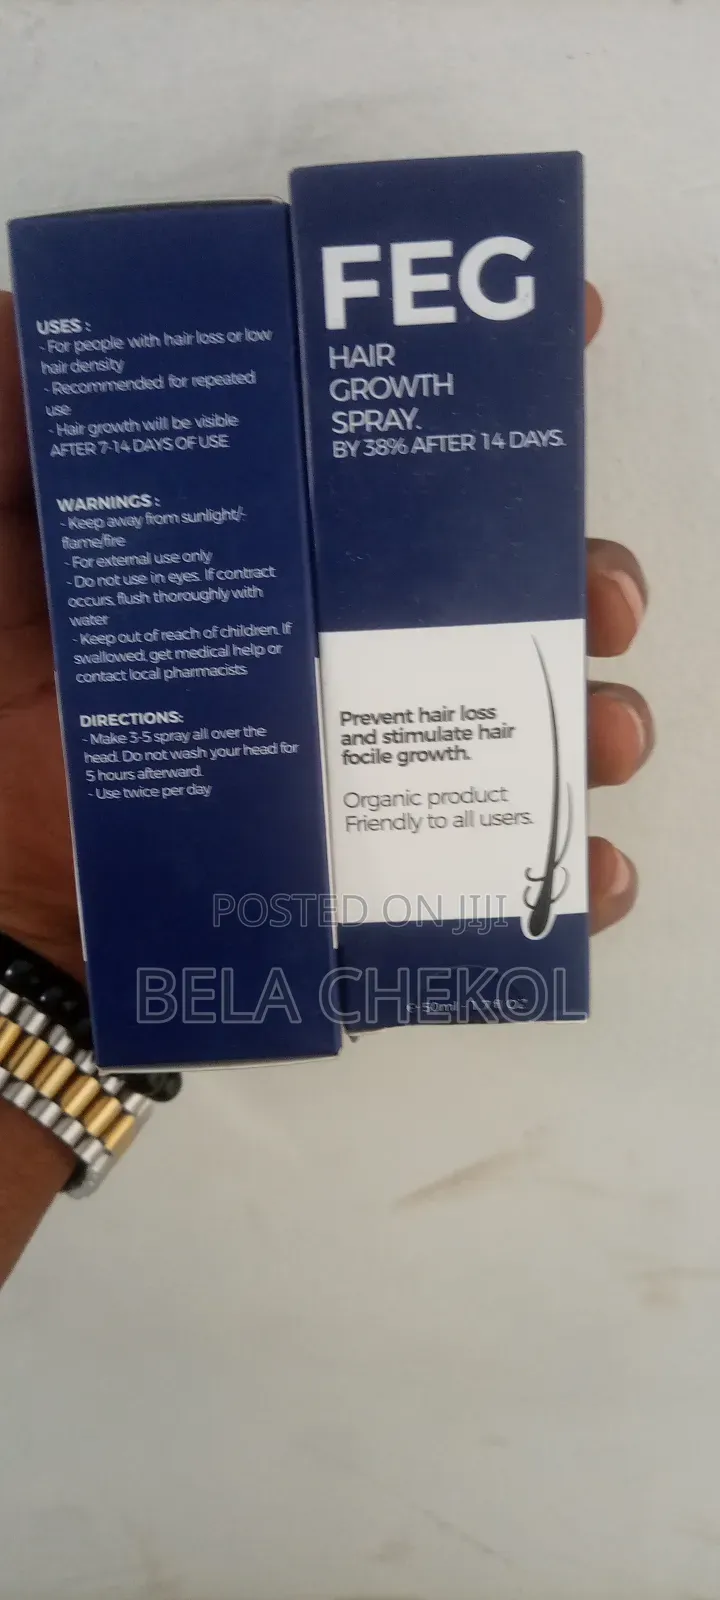 USES :
- For people with hair loss or low
hair density
- Recommended for repeated
use
- Hair growth will be visible
AFTER 7-14 DAYS OF USE
WARNINGS :
- Keep away from sunlight/-
flame/fire
- For external use only
- Do not use in eyes. If contract
occurs, flush thoroughly with
water
- Keep out of reach of children. If
swallowed, get medical help or
contact local pharmacists
DIRECTIONS:
- Make 3-5 spray all over the
head. Do not wash your head for
5 hours afterward.
- Use twice per day
FEG
HAIR
GROWTH
SPRAY.
BY 38% AFTER 14 DAYS.
Prevent hair loss
and stimulate hair
focile growth.
Organic product
Friendly to all users.
POSTED ON JIJI
BELA CHEKOL
50ml